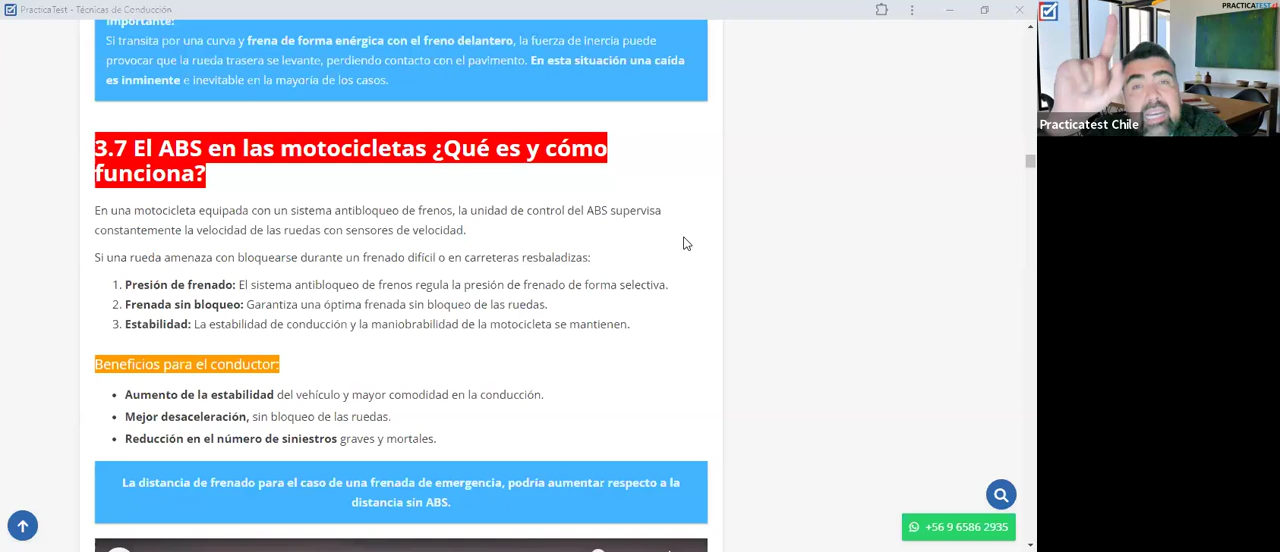 PracticaTest - Técnicas de Conducción
Importante:
Si transita por una curva y frena de forma enérgica con el freno delantero, la fuerza de inercia puede
provocar que la rueda trasera se levante, perdiendo contacto con el pavimento. En esta situación una caída
es inminente e inevitable en la mayoría de los casos.
3.7 El ABS en las motocicletas ¿Qué es y cómo
funciona?
En una motocicleta equipada con un sistema antibloqueo de frenos, la unidad de control del ABS supervisa
constantemente la velocidad de las ruedas con sensores de velocidad.
Si una rueda amenaza con bloquearse durante un frenado difícil o en carreteras resbaladizas:
1. Presión de frenado: El sistema antibloqueo de frenos regula la presión de frenado de forma selectiva.
2. Frenada sin bloqueo: Garantiza una óptima frenada sin bloqueo de las ruedas.
3. Estabilidad: La estabilidad de conducción y la maniobrabilidad de la motocicleta se mantienen.
Beneficios para el conductor:
• Aumento de la estabilidad del vehículo y mayor comodidad en la conducción.
• Mejor desaceleración, sin bloqueo de las ruedas.
• Reducción en el número de siniestros graves y mortales.
La distancia de frenado para el caso de una frenada de emergencia, podría aumentar respecto a la
distancia sin ABS.
+56 9 6586 2935
PRACTICATEST
Practicatest Chile